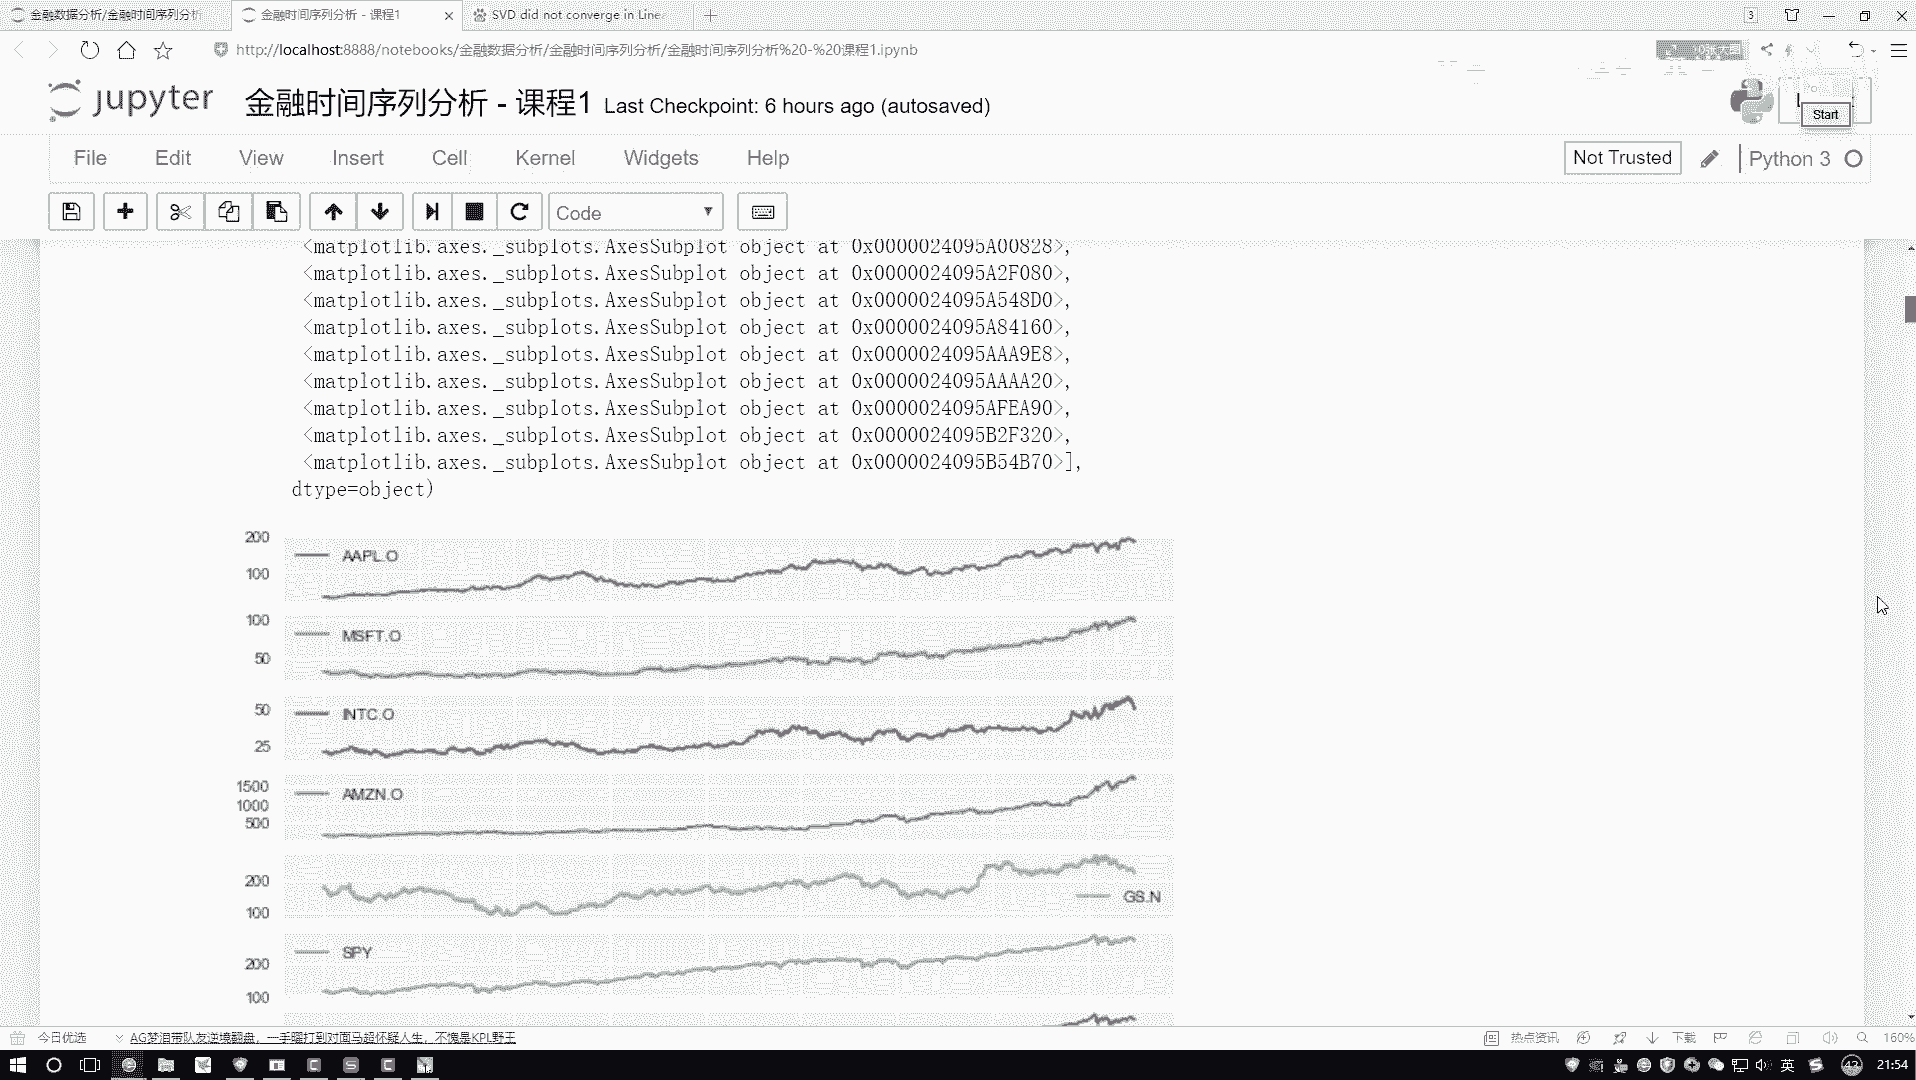 金融数据分析/金融时间序列分析
金融时间序列分析 - 课程1
SVD did not converge in Linea
3
http://localhost:8888/notebooks/金融数据分析/金融时间序列分析/金融时间序列分析%20-%20课程1.ipynb
jupyter
金融时间序列分析 - 课程1
Last Checkpoint: 6 hours ago (autosaved)
Start
File Edit View Insert Cell Kernel Widgets Help
Not Trusted
Python 3
Code
<matplotlib.axes._subplots.AxesSubplot object at 0x0000024095A00828>,
<matplotlib.axes._subplots.AxesSubplot object at 0x0000024095A2F080>,
<matplotlib.axes._subplots.AxesSubplot object at 0x0000024095A548D0>,
<matplotlib.axes._subplots.AxesSubplot object at 0x0000024095A84160>,
<matplotlib.axes._subplots.AxesSubplot object at 0x0000024095AAA9E8>,
<matplotlib.axes._subplots.AxesSubplot object at 0x0000024095AAAA20>,
<matplotlib.axes._subplots.AxesSubplot object at 0x0000024095AFEA90>,
<matplotlib.axes._subplots.AxesSubplot object at 0x0000024095B2F320>,
<matplotlib.axes._subplots.AxesSubplot object at 0x0000024095B54B70>],
dtype=object)
200
AAPL.O
100
100
MSFT.O
50
50
INTC.O
25
1500
AMZN.O
1000
500
200
GS.N
100
SPY
200
100
今日优选
AG梦泪带队友逆境翻盘，一手曜打到对面马超怀疑人生，不愧是KPL野王
热点资讯
下载
160%
英
42
21:54